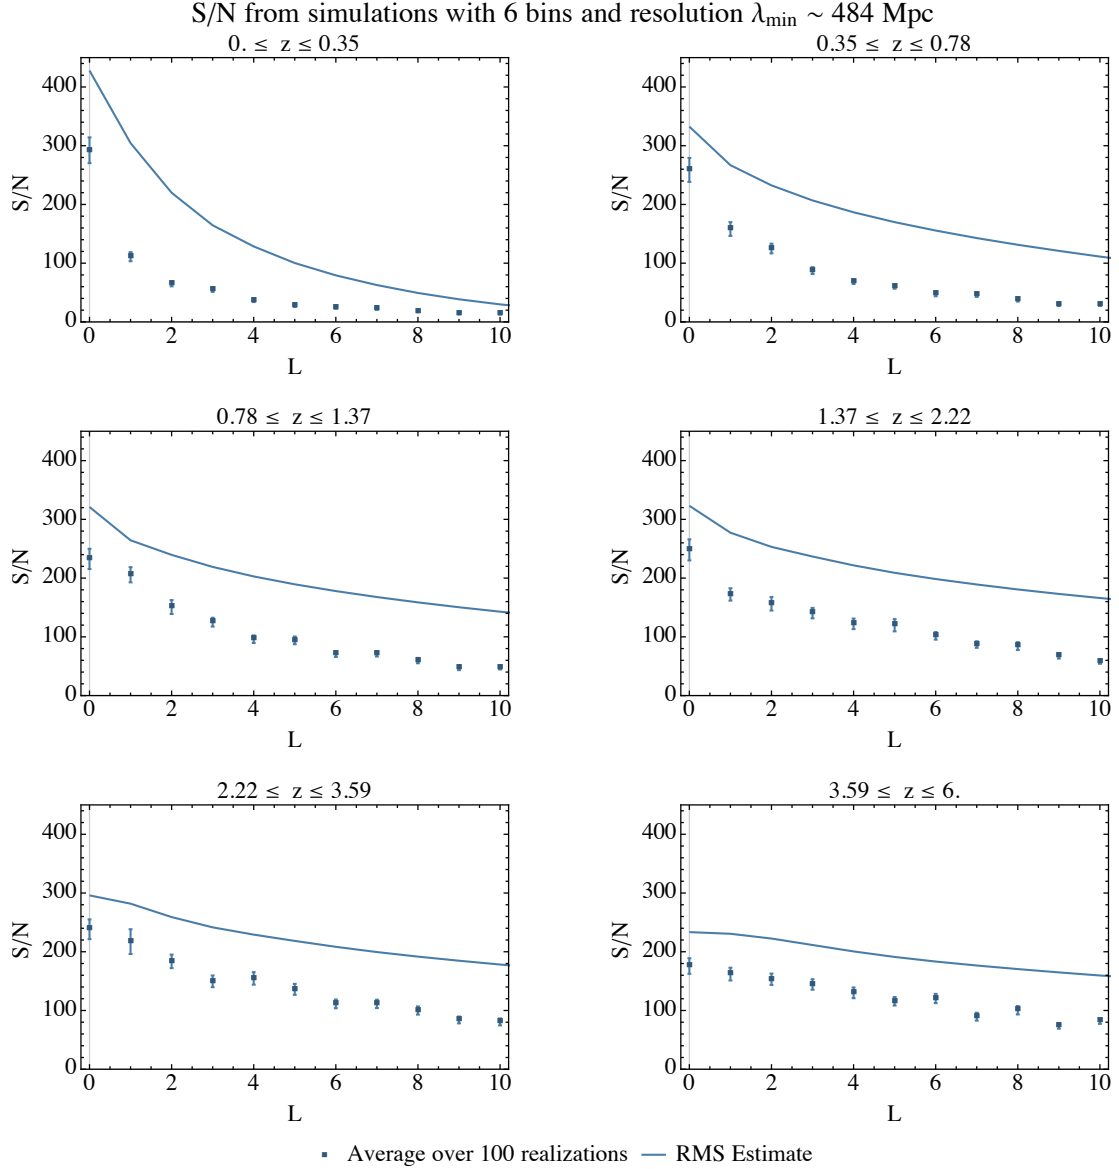 S/N from simulations with 6 bins and resolution λmin ~ 484 Mpc
0. ≤ z ≤ 0.35
400
300
200
100
0
S/N
0 2 4 6 8 10
L
0.35 ≤ z ≤ 0.78
400
300
200
100
0
S/N
0 2 4 6 8 10
L
0.78 ≤ z ≤ 1.37
400
300
200
100
0
S/N
0 2 4 6 8 10
L
1.37 ≤ z ≤ 2.22
400
300
200
100
0
S/N
0 2 4 6 8 10
L
2.22 ≤ z ≤ 3.59
400
300
200
100
0
S/N
0 2 4 6 8 10
L
3.59 ≤ z ≤ 6.
400
300
200
100
0
S/N
0 2 4 6 8 10
L
Average over 100 realizations RMS Estimate